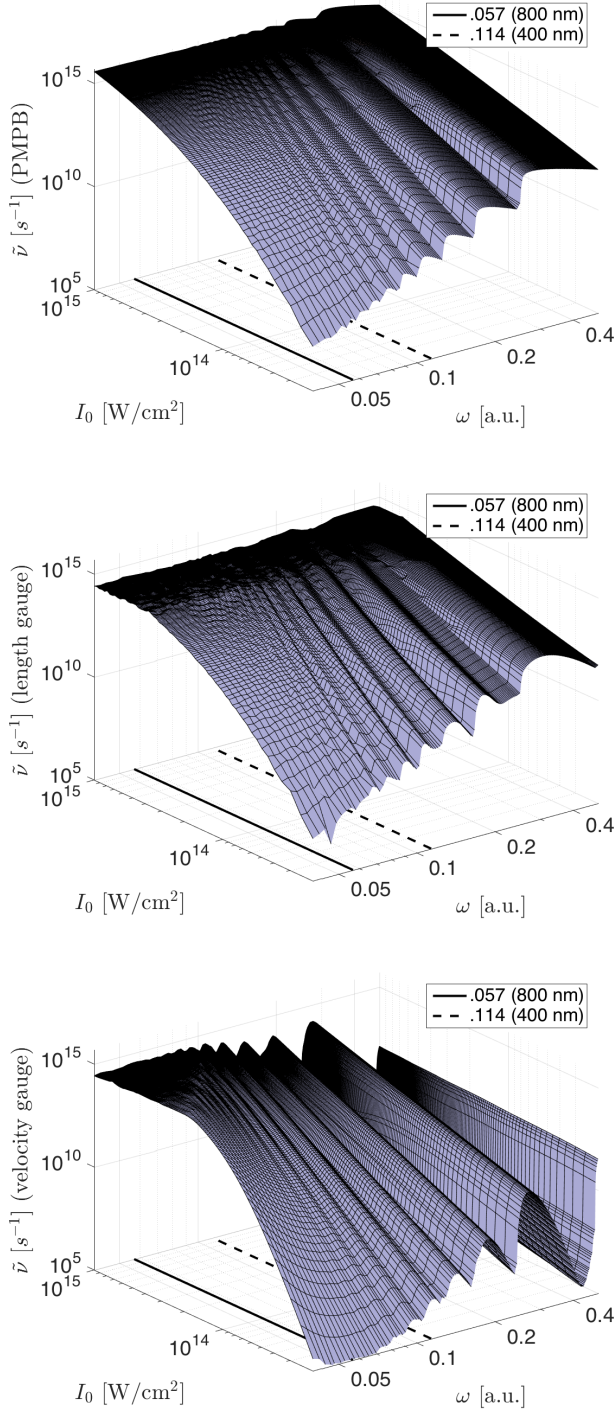 .057 (800 nm)
.114 (400 nm)
10^15
10^10
10^5
ν̃ [s^−1] (PMPB)
10^15
10^14
I_0 [W/cm^2]
0.4
0.2
0.1
0.05
ω [a.u.]
.057 (800 nm)
.114 (400 nm)
10^15
10^10
10^5
ν̃ [s^−1] (length gauge)
10^15
10^14
I_0 [W/cm^2]
0.4
0.2
0.1
0.05
ω [a.u.]
.057 (800 nm)
.114 (400 nm)
10^15
10^10
10^5
ν̃ [s^−1] (velocity gauge)
10^15
10^14
I_0 [W/cm^2]
0.4
0.2
0.1
0.05
ω [a.u.]